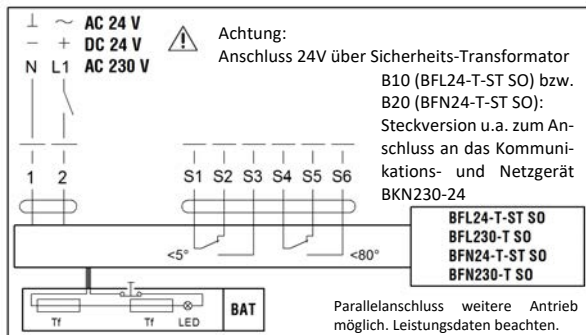 ⊥ ~ AC 24 V
− + DC 24 V
N L1 AC 230 V
Achtung:
Anschluss 24V über Sicherheits-Transformator
B10 (BFL24-T-ST SO) bzw.
B20 (BFN24-T-ST SO):
Steckversion u.a. zum An-
schluss an das Kommuni-
kations- und Netzgerät
BKN230-24
1 2 S1 S2 S3 S4 S5 S6
<5° <80°
BFL24-T-ST SO
BFL230-T SO
BFN24-T-ST SO
BFN230-T SO
T
Tf Tf LED BAT
Parallelanschluss weitere Antrieb
möglich. Leistungsdaten beachten.